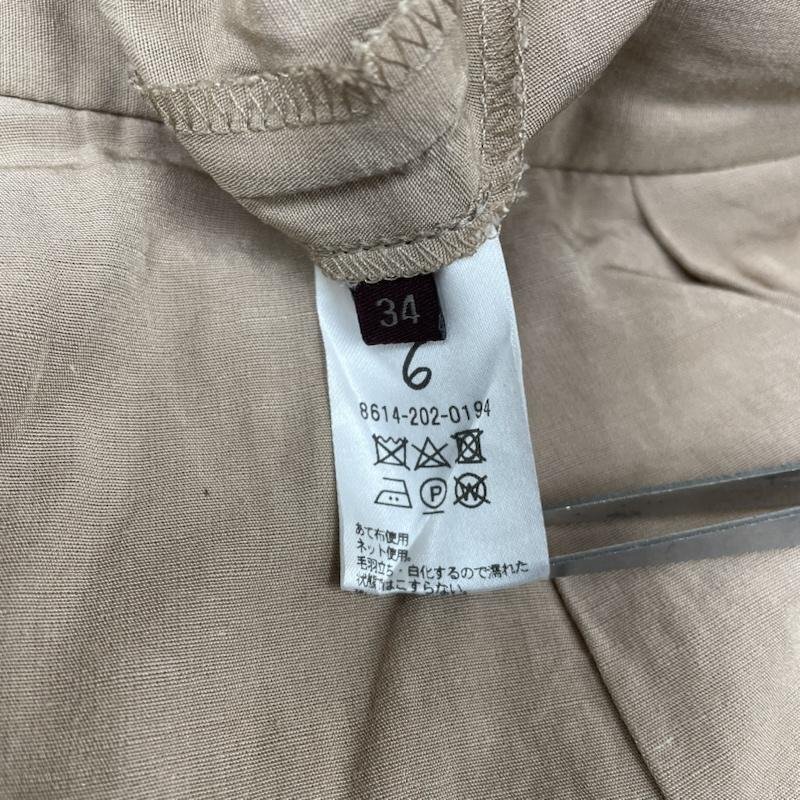 34
6
8614-202-0194
P
W
あて布使用
ネット使用。
毛羽立ち・白化するので濡れた
状態ではこすらない。